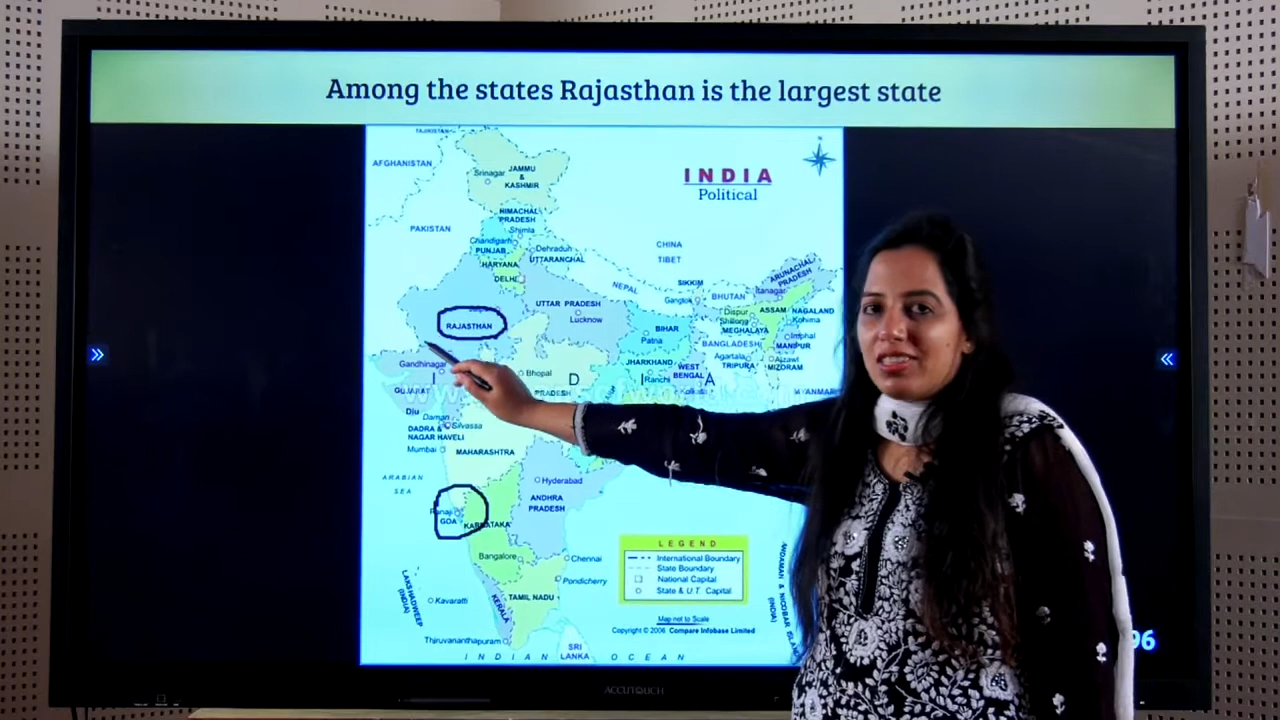 Among the states Rajasthan is the largest state
TAJIKISTAN
AFGHANISTAN
Srinagar
JAMMU
&
KASHMIR
INDIA
Political
N
PAKISTAN
HIMACHAL
PRADESH
Shimla
Chandigarh
PUNJAB
Dehradun
UTTARANCHAL
HARYANA
DELHI
CHINA
TIBET
NEPAL
SIKKIM
Gangtok
BHUTAN
ARUNACHAL
PRADESH
Itanagar
RAJASTHAN
UTTAR PRADESH
Lucknow
BIHAR
Patna
Dispur
ASSAM
NAGALAND
Shillong
Kohima
MEGHALAYA
Imphal
BANGLADESH
MANIPUR
Gandhinagar
Bhopal
JHARKHAND
Ranchi
WEST
BENGAL
Kolkata
Agartala
TRIPURA
Aizawl
MIZORAM
I D I A
GUJARAT
PRADESH
MYANMAR
Diu
Daman
Silvassa
DADRA &
NAGAR HAVELI
Mumbai
MAHARASHTRA
ARABIAN
SEA
Hyderabad
ANDHRA
PRADESH
Panaji
GOA
KARNATAKA
Bangalore
Chennai
Pondicherry
LAKSHADWEEP
(INDIA)
Kavaratti
KERALA
TAMIL NADU
Thiruvananthapuram
SRI
LANKA
INDIAN OCEAN
ANDAMAN & NICOBAR ISLAN
(INDIA)
LEGEND
International Boundary
State Boundary
National Capital
State & U.T. Capital
Map not to Scale
Copyright © 2006 Compare Infobase Limited
96
ACCUTOUCH